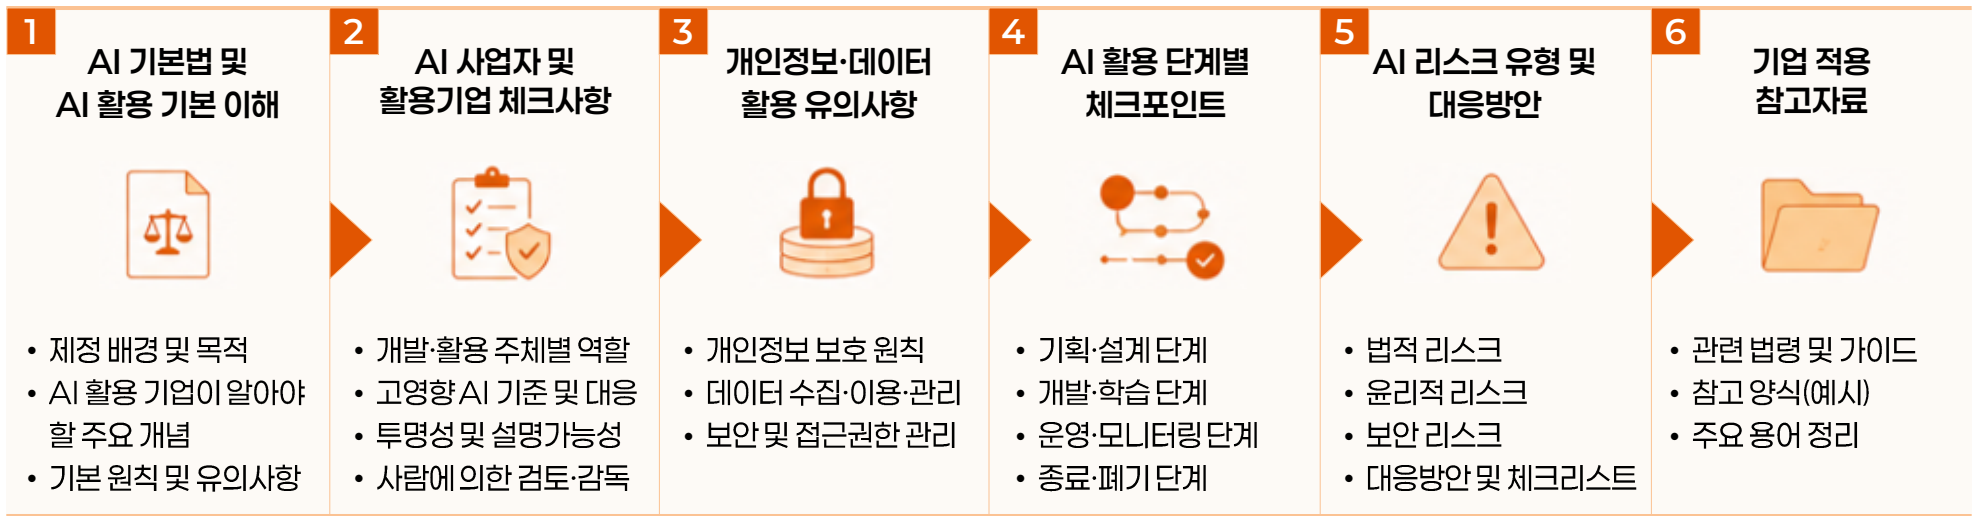 1
AI 기본법 및
AI 활용 기본 이해
• 제정 배경 및 목적
• AI 활용 기업이 알아야
할 주요 개념
• 기본 원칙 및 유의사항
2
AI 사업자 및
활용기업 체크사항
• 개발·활용 주체별 역할
• 고영향 AI 기준 및 대응
• 투명성 및 설명가능성
• 사람에 의한 검토·감독
3
개인정보·데이터
활용 유의사항
• 개인정보 보호 원칙
• 데이터 수집·이용·관리
• 보안 및 접근권한 관리
4
AI 활용 단계별
체크포인트
• 기획·설계 단계
• 개발·학습 단계
• 운영·모니터링 단계
• 종료·폐기 단계
5
AI 리스크 유형 및
대응방안
• 법적 리스크
• 윤리적 리스크
• 보안 리스크
• 대응방안 및 체크리스트
6
기업 적용
참고자료
• 관련 법령 및 가이드
• 참고 양식(예시)
• 주요 용어 정리